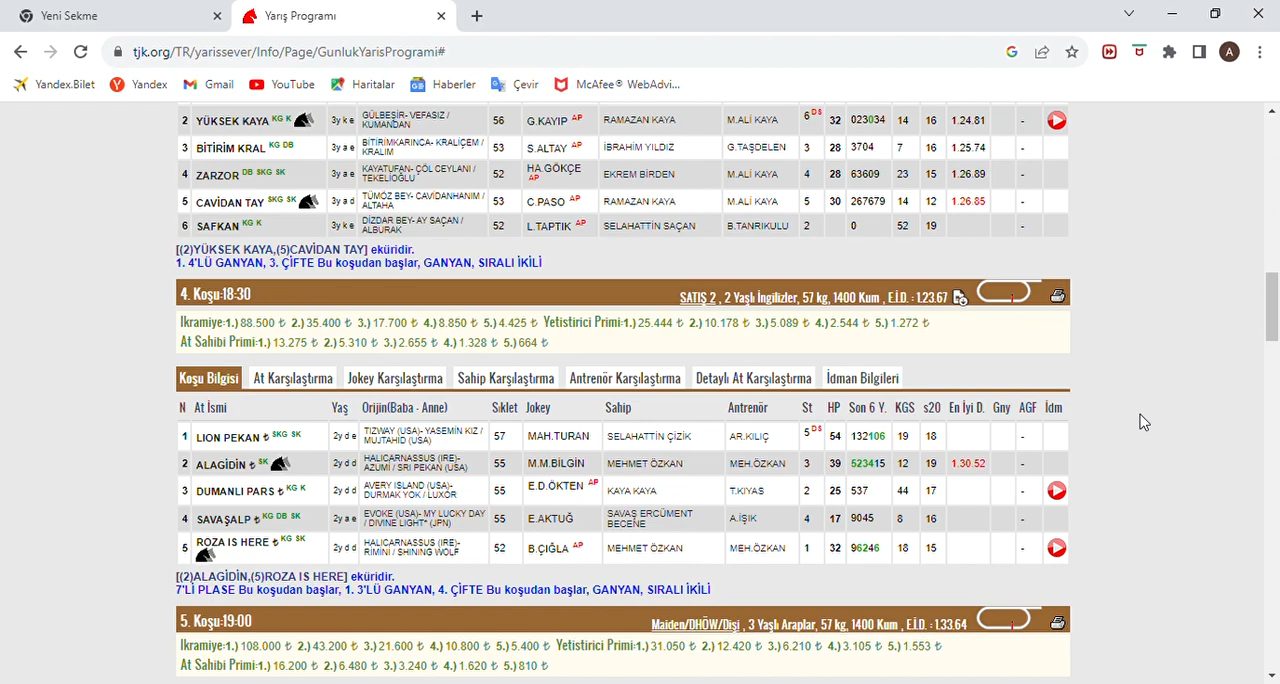 Yeni Sekme
Yarış Programı
tjk.org/TR/yarissever/Info/Page/GunlukYarisProgrami#
A
Yandex.Bilet Yandex Gmail YouTube Haritalar Haberler Çevir McAfee® WebAdvi...
2 YÜKSEK KAYA KG K 3y k e GÜLBEŞİR- VEFASIZ / KUMANDAN 56 G.KAYIP AP RAMAZAN KAYA M.ALİ KAYA 6 DS 32 023034 14 16 1.24.81 -
3 BİTİRİM KRAL KG DB 3y a e BİTİRİMKARINCA- KRALİÇEM / KRALIM 53 S.ALTAY AP İBRAHİM YILDIZ G.TAŞDELEN 3 28 3704 7 16 1.25.74 -
4 ZARZOR DB SKG SK 3y a e KAYATUFAN- ÇÖL CEYLANI / TEKELİOĞLU 52 HA.GÖKÇE AP EKREM BİRDEN M.ALİ KAYA 4 28 63609 23 15 1.26.89 -
5 CAVİDAN TAY SKG SK 3y a d TÜMÖZ BEY- CAVİDANHANIM / ALTAHA 53 C.PASO AP RAMAZAN KAYA M.ALİ KAYA 5 30 267679 14 12 1.26.85 -
6 SAFKAN KG K 3y k e DİZDAR BEY- AY SAÇAN / ALBURAK 52 L.TAPTIK AP SELAHATTİN SAÇAN B.TANRIKULU 2 0 52 19 -
[(2)YÜKSEK KAYA,(5)CAVİDAN TAY] eküridir.
1. 4'LÜ GANYAN, 3. ÇİFTE Bu koşudan başlar, GANYAN, SIRALI İKİLİ
4. Koşu:18:30 SATIŞ 2 , 2 Yaşlı İngilizler, 57 kg, 1400 Kum , E.İ.D. : 1.23.67
İkramiye:1.) 88.500 ₺ 2.) 35.400 ₺ 3.) 17.700 ₺ 4.) 8.850 ₺ 5.) 4.425 ₺ Yetistirici Primi:1.) 25.444 ₺ 2.) 10.178 ₺ 3.) 5.089 ₺ 4.) 2.544 ₺ 5.) 1.272 ₺
At Sahibi Primi:1.) 13.275 ₺ 2.) 5.310 ₺ 3.) 2.655 ₺ 4.) 1.328 ₺ 5.) 664 ₺
Koşu Bilgisi At Karşılaştırma Jokey Karşılaştırma Sahip Karşılaştırma Antrenör Karşılaştırma Detaylı At Karşılaştırma İdman Bilgileri
N At İsmi Yaş Orijin(Baba - Anne) Sıklet Jokey Sahip Antrenör St HP Son 6 Y. KGS s20 En İyi D. Gny AGF İdm
1 LION PEKAN ₺ SKG SK 2y d e TIZWAY (USA)- YASEMİN KIZ / MUJTAHID (USA) 57 MAH.TURAN SELAHATTİN ÇİZİK AR.KILIÇ 5 DS 54 132106 19 18 -
2 ALAGİDİN ₺ SK 2y d d HALICARNASSUS (IRE)- AZUMİ / SRI PEKAN (USA) 55 M.M.BİLGİN MEHMET ÖZKAN MEH.ÖZKAN 3 39 523415 12 19 1.30.52 -
3 DUMANLI PARS ₺ KG K 2y d d AVERY ISLAND (USA)- DURMAK YOK / LUXOR 55 E.D.ÖKTEN AP KAYA KAYA T.KIYAS 2 25 537 44 17 -
4 SAVAŞALP ₺ KG DB SK 2y a e EVOKE (USA)- MY LUCKY DAY / DIVINE LIGHT* (JPN) 55 E.AKTUĞ SAVAŞ ERCÜMENT BECENE A.IŞIK 4 17 9045 8 16 -
5 ROZA IS HERE ₺ KG SK 2y d d HALICARNASSUS (IRE)- RİMİNİ / SHINING WOLF 52 B.ÇIĞLA AP MEHMET ÖZKAN MEH.ÖZKAN 1 32 96246 18 15 -
[(2)ALAGİDİN,(5)ROZA IS HERE] eküridir.
7'Lİ PLASE Bu koşudan başlar, 1. 3'LÜ GANYAN, 4. ÇİFTE Bu koşudan başlar, GANYAN, SIRALI İKİLİ
5. Koşu:19:00 Maiden/DHÖW/Dişi , 3 Yaşlı Araplar, 57 kg, 1400 Kum , E.İ.D. : 1.33.64
İkramiye:1.) 108.000 ₺ 2.) 43.200 ₺ 3.) 21.600 ₺ 4.) 10.800 ₺ 5.) 5.400 ₺ Yetistirici Primi:1.) 31.050 ₺ 2.) 12.420 ₺ 3.) 6.210 ₺ 4.) 3.105 ₺ 5.) 1.553 ₺
At Sahibi Primi:1.) 16.200 ₺ 2.) 6.480 ₺ 3.) 3.240 ₺ 4.) 1.620 ₺ 5.) 810 ₺